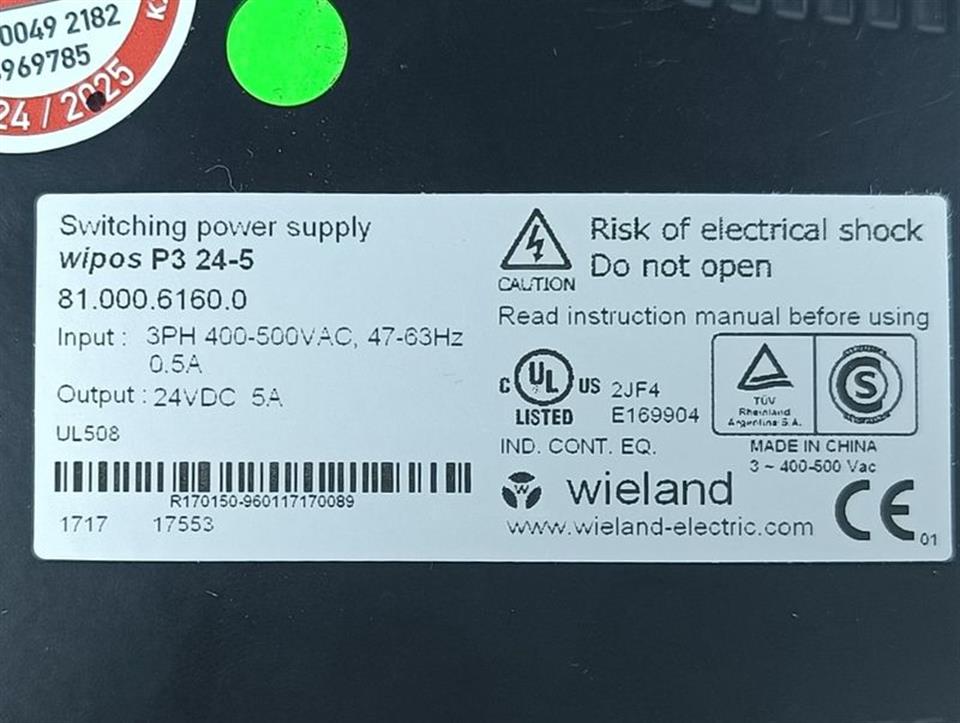 0049 2182
969785
24 / 2025
Switching power supply
wipos P3 24-5
81.000.6160.0
Input : 3PH 400-500VAC, 47-63Hz
0.5A
Output : 24VDC 5A
UL508
R170150-960117170089
1717 17553
Risk of electrical shock
Do not open
CAUTION
Read instruction manual before using
C UL US
LISTED
2JF4
E169904
IND. CONT. EQ.
TÜV
Rheinland
Argentina S.A.
S
MADE IN CHINA
3 ~ 400-500 Vac
W wieland
www.wieland-electric.com
CE
01